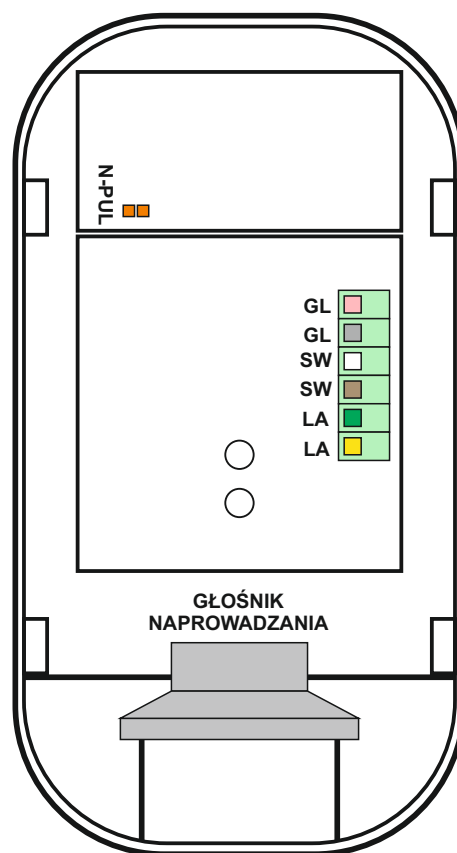 N-PUL
GL
GL
SW
SW
LA
LA
GŁOŚNIK
NAPROWADZANIA